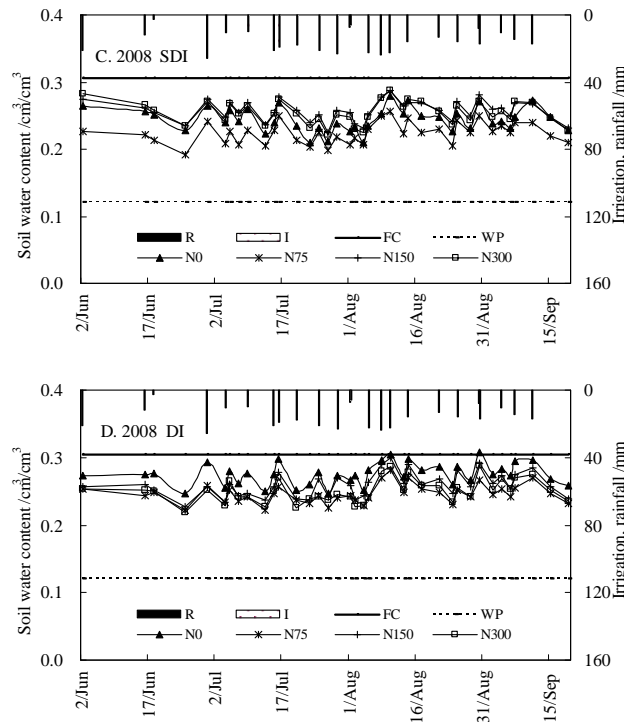 C. 2008 SDI
Soil water content /cm³/cm³
0.4
0.3
0.2
0.1
0.0
Irrigation, rainfall /mm
0
40
80
120
160
R I FC WP
N0 N75 N150 N300
2/Jun
17/Jun
2/Jul
17/Jul
1/Aug
16/Aug
31/Aug
15/Sep
D. 2008 DI
Soil water content /cm³/cm³
0.4
0.3
0.2
0.1
0.0
Irrigation, rainfall /mm
0
40
80
120
160
R I FC WP
N0 N75 N150 N300
2/Jun
17/Jun
2/Jul
17/Jul
1/Aug
16/Aug
31/Aug
15/Sep